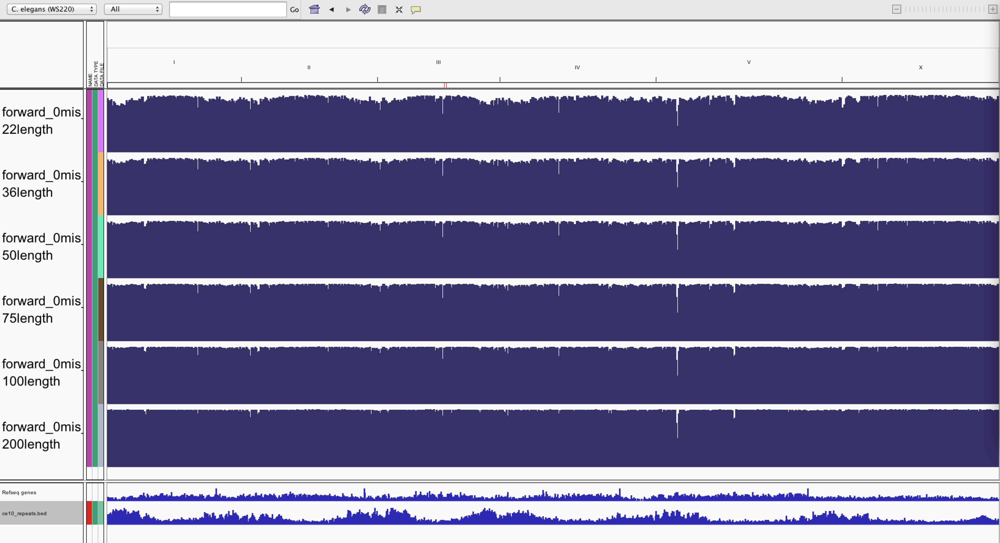 C. elegans (WS220) All Go
NAME
DATA TYPE
DATA FILE
I II III IV V X
forward_0mis_
22length
forward_0mis_
36length
forward_0mis_
50length
forward_0mis_
75length
forward_0mis_
100length
forward_0mis_
200length
Refseq genes
ce10_repeats.bed